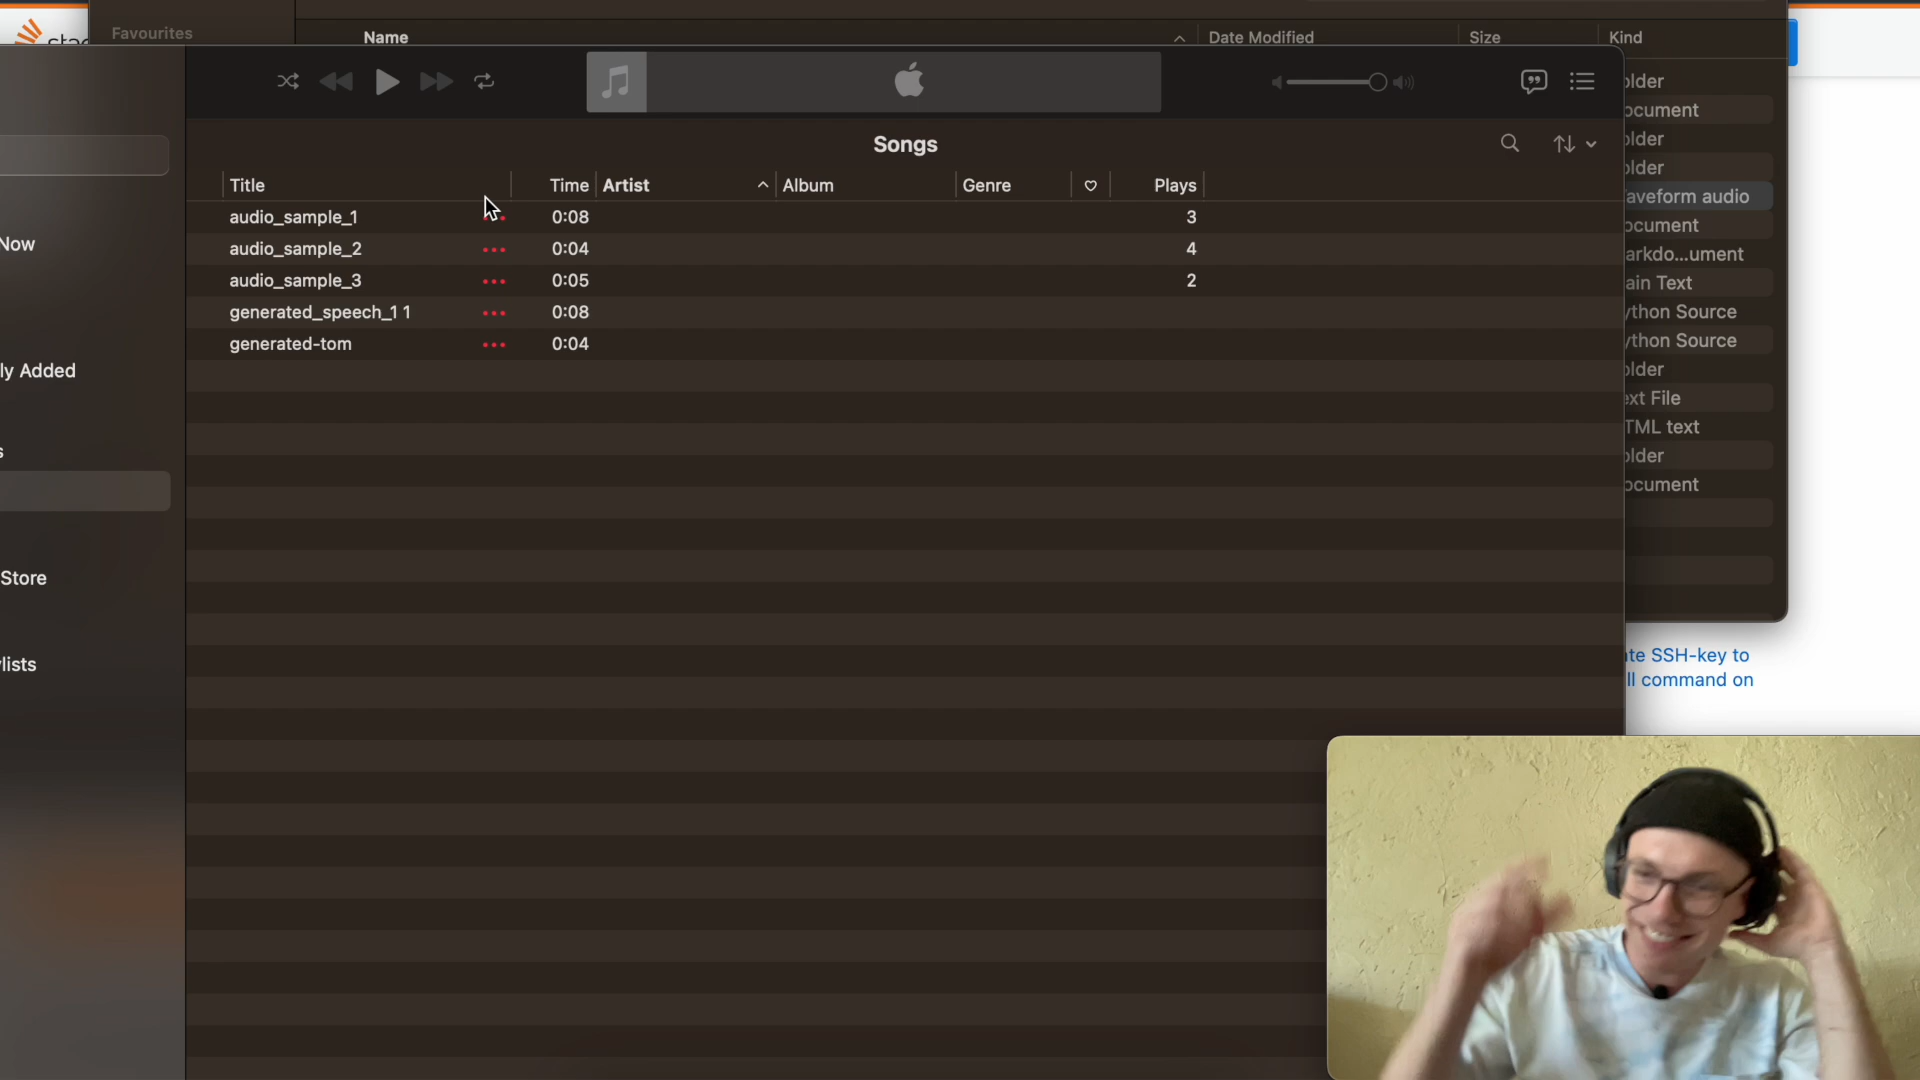 Favourites
Name
Date Modified
Size
Kind
Songs
Title
Time
Artist
Album
Genre
Plays
audio_sample_1
0:08
3
audio_sample_2
0:04
4
audio_sample_3
0:05
2
generated_speech_1 1
0:08
generated-tom
0:04
Now
ly Added
s
Store
lists
older
ocument
older
older
aveform audio
ocument
arkdo...ument
ain Text
ython Source
ython Source
older
ext File
TML text
older
ocument
te SSH-key to
ll command on